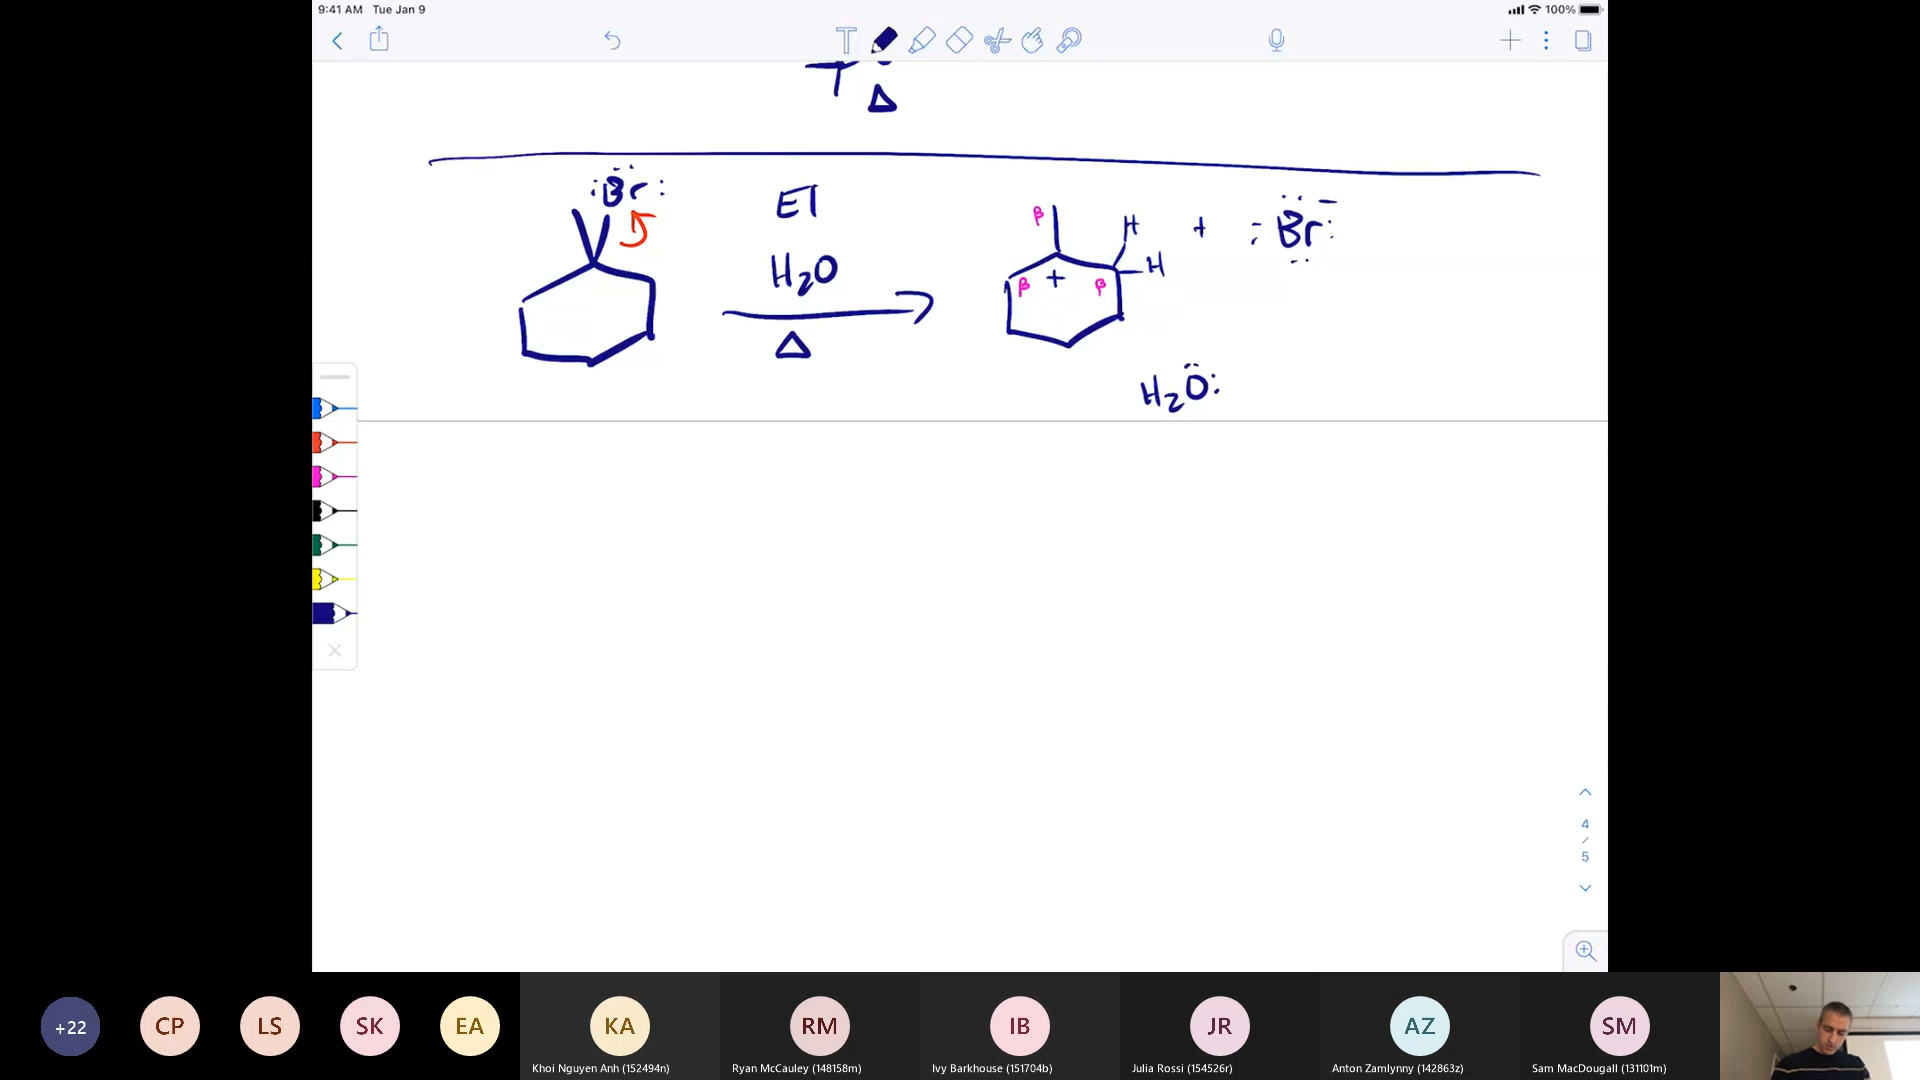 9:41 AM Tue Jan 9 100%
T
Δ
:Br:
E1
H2O
Δ
β
H
H
β + β
+
:Br:−
H2O:
4
/
5
+22
CP
LS
SK
EA
KA
RM
IB
JR
AZ
SM
Khoi Nguyen Anh (152494n)
Ryan McCauley (148158m)
Ivy Barkhouse (151704b)
Julia Rossi (154526r)
Anton Zamlynny (142863z)
Sam MacDougall (131101m)